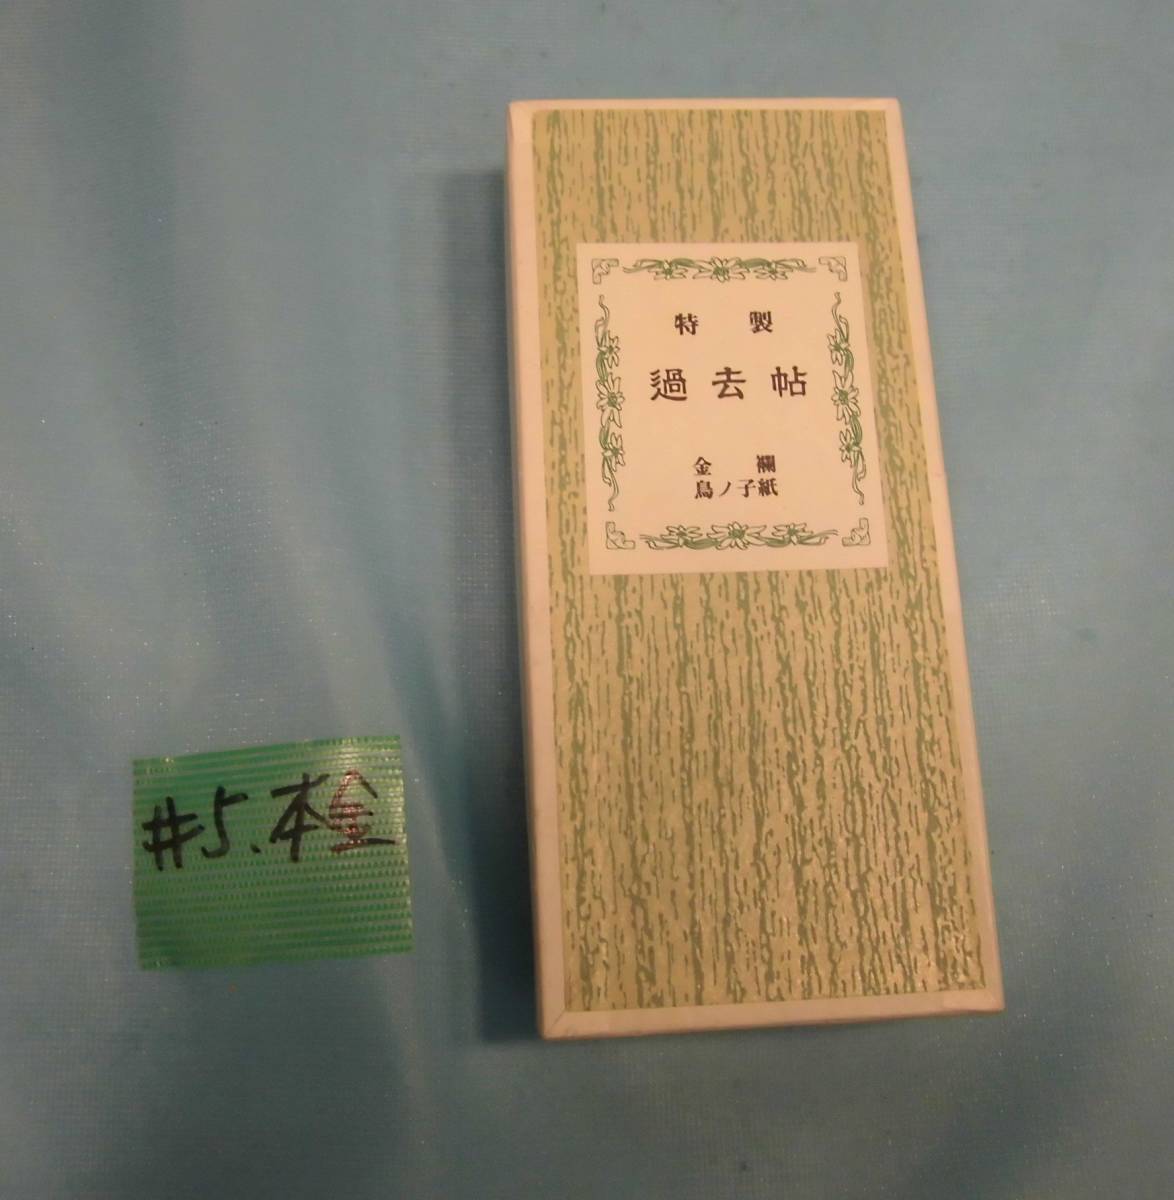 特製
過去帖
金襴
鳥ノ子紙
#5.本金